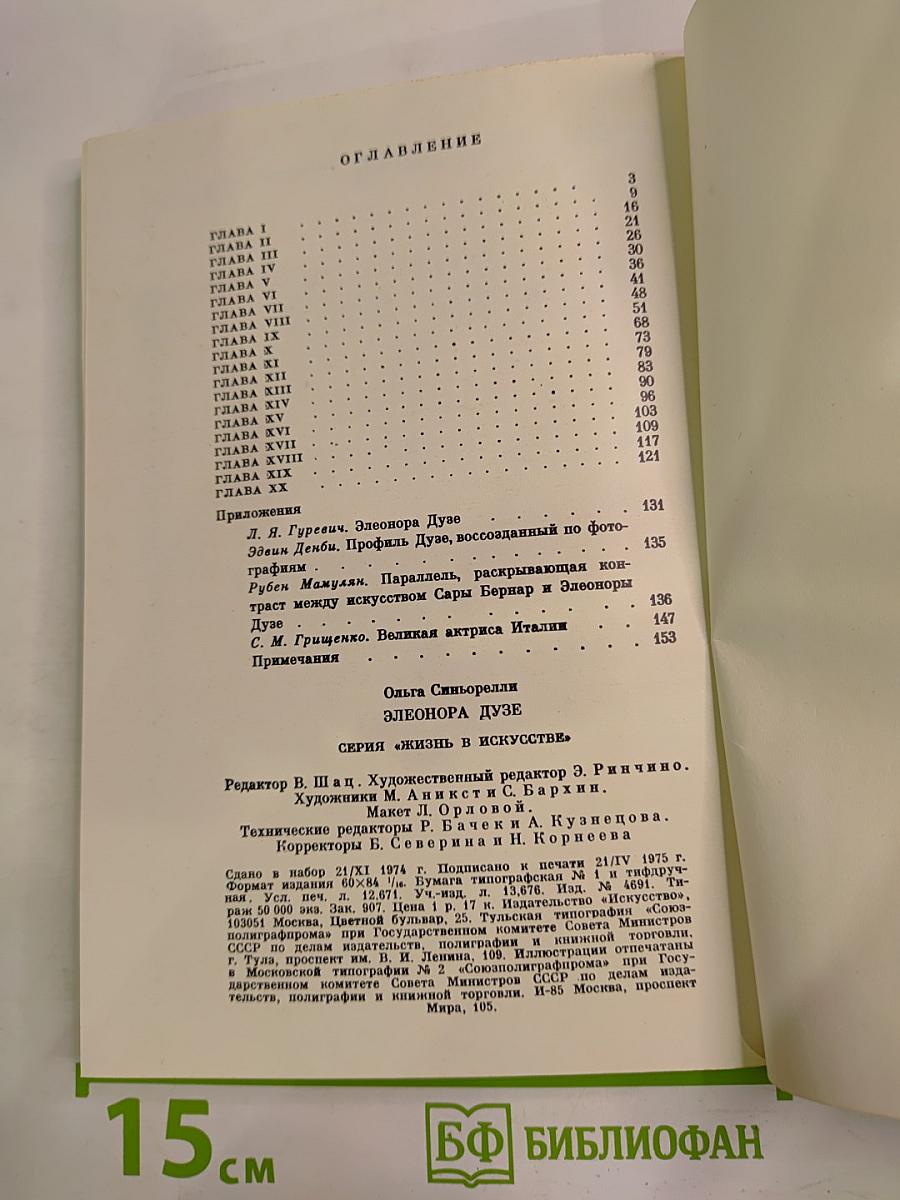 ОГЛАВЛЕНИЕ
ГЛАВА I . . . 3
ГЛАВА II . . . 9
ГЛАВА III . . . 16
ГЛАВА IV . . . 21
ГЛАВА V . . . 26
ГЛАВА VI . . . 30
ГЛАВА VII . . . 36
ГЛАВА VIII . . . 41
ГЛАВА IX . . . 48
ГЛАВА X . . . 51
ГЛАВА XI . . . 68
ГЛАВА XII . . . 73
ГЛАВА XIII . . . 79
ГЛАВА XIV . . . 83
ГЛАВА XV . . . 90
ГЛАВА XVI . . . 96
ГЛАВА XVII . . . 103
ГЛАВА XVIII . . . 109
ГЛАВА XIX . . . 117
ГЛАВА XX . . . 121
Приложения
Л. Я. Гуревич. Элеонора Дузе . . . 131
Эдвин Денби. Профиль Дузе, воссозданный по фото-
графиям . . . 135
Рубен Мамулян. Параллель, раскрывающая кон-
траст между искусством Сары Бернар и Элеоноры
Дузе . . . 136
С. М. Грищенко. Великая актриса Италии . . . 147
Примечания . . . 153
Ольга Синьорелли
ЭЛЕОНОРА ДУЗЕ
СЕРИЯ «ЖИЗНЬ В ИСКУССТВЕ»
Редактор В. Шац. Художественный редактор Э. Ринчино.
Художники М. Аникст и С. Бархин.
Макет Л. Орловой.
Технические редакторы Р. Бачек и А. Кузнецова.
Корректоры Б. Северина и Н. Корнеева
Сдано в набор 21/XI 1974 г. Подписано к печати 21/IV 1975 г.
Формат издания 60×84 1/16. Бумага типографская № 1 и тифдруч-
ная. Усл. печ. л. 12,671. Уч.-изд. л. 13,676. Изд. № 4691. Ти-
раж 50 000 экз. Зак. 907. Цена 1 р. 17 к. Издательство «Искусство»,
103051 Москва, Цветной бульвар, 25. Тульская типография «Союз-
полиграфпрома» при Государственном комитете Совета Министров
СССР по делам издательств, полиграфии и книжной торговли,
г. Тула, проспект им. В. И. Ленина, 109. Иллюстрации отпечатаны
в Московской типографии № 2 «Союзполиграфпрома» при Госу-
дарственном комитете Совета Министров СССР по делам изда-
тельств, полиграфии и книжной торговли. И-85 Москва, проспект
Мира, 105.
15 см
БФ БИБЛИОФАН